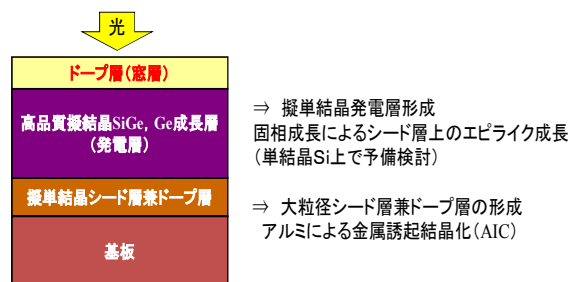 光
ドープ層（窓層）
高品質擬結晶SiGe，Ge成長層
（発電層）
擬単結晶シード層兼ドープ層
基板
⇒ 擬単結晶発電層形成
固相成長によるシード層上のエピライク成長
（単結晶Si上で予備検討）
⇒ 大粒径シード層兼ドープ層の形成
アルミによる金属誘起結晶化（AIC）